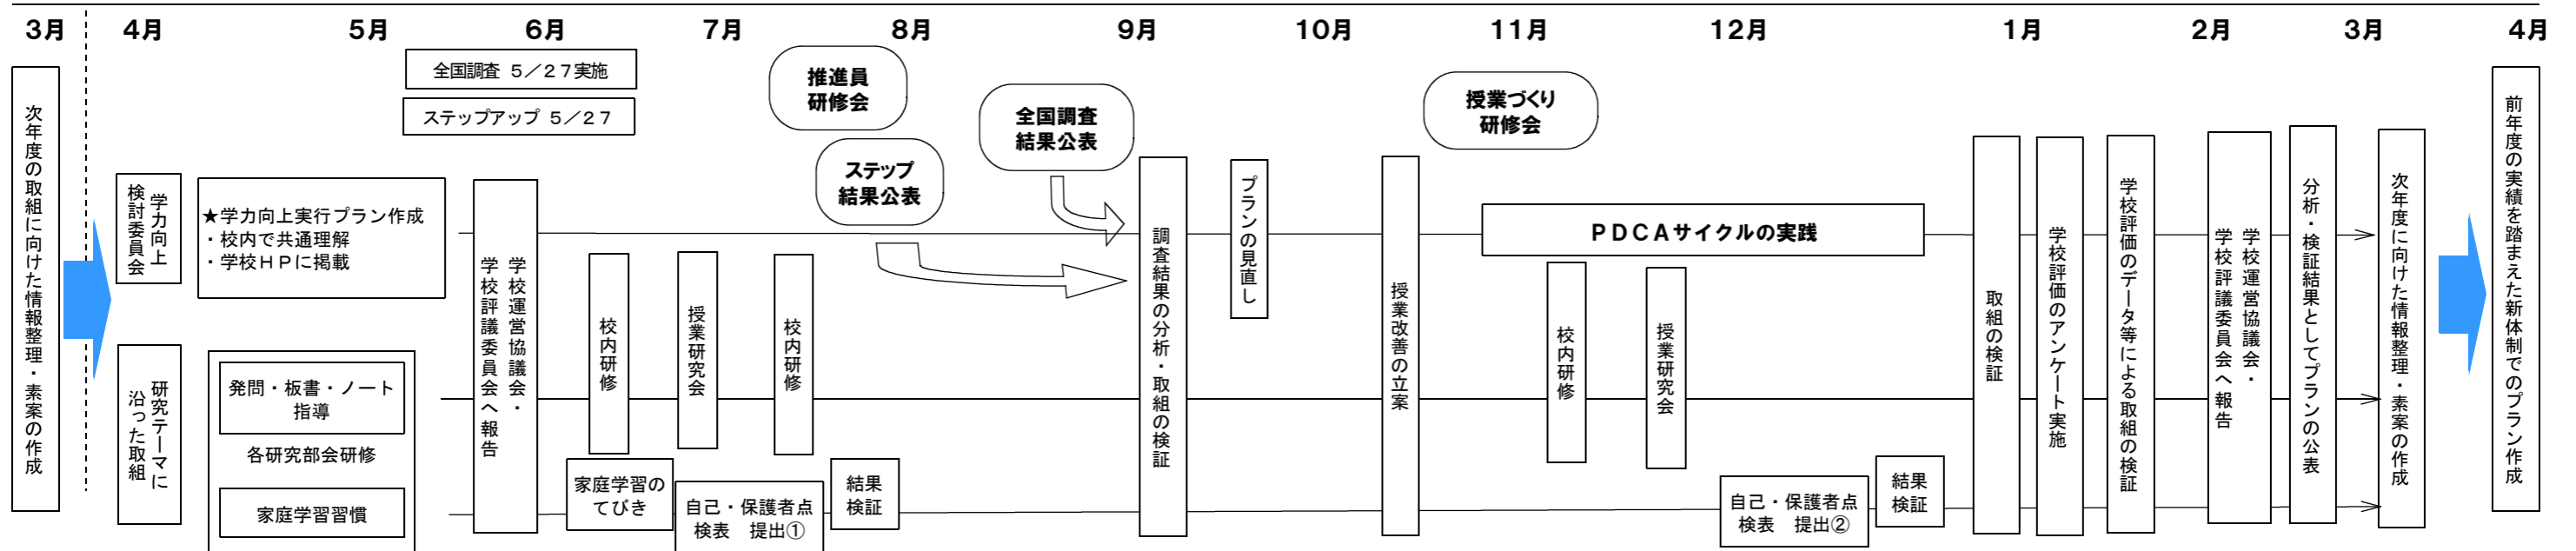 3月
4月
5月
6月
7月
8月
9月
10月
11月
12月
1月
2月
3月
4月
次年度の取組に向けた情報整理・素案の作成
学力向上
検討委員会
研究テーマに
沿った取組
★学力向上実行プラン作成
・校内で共通理解
・学校ＨＰに掲載
発問・板書・ノート
指導
各研究部会研修
家庭学習習慣
全国調査 ５／２７実施
ステップアップ ５／２７
学校運営協議会・
学校評議委員会へ報告
校内研修
授業研究会
校内研修
家庭学習の
てびき
自己・保護者点
検表　提出①
結果
検証
推進員
研修会
ステップ
結果公表
全国調査
結果公表
調査結果の分析・取組の検証
プランの見直し
授業改善の立案
授業づくり
研修会
ＰＤＣＡサイクルの実践
校内研修
授業研究会
自己・保護者点
検表　提出②
結果
検証
取組の検証
学校評価のアンケート実施
学校評価のデータ等による取組の検証
学校運営協議会・
学校評議委員会へ報告
分析・検証結果としてプランの公表
次年度に向けた情報整理・素案の作成
前年度の実績を踏まえた新体制でのプラン作成